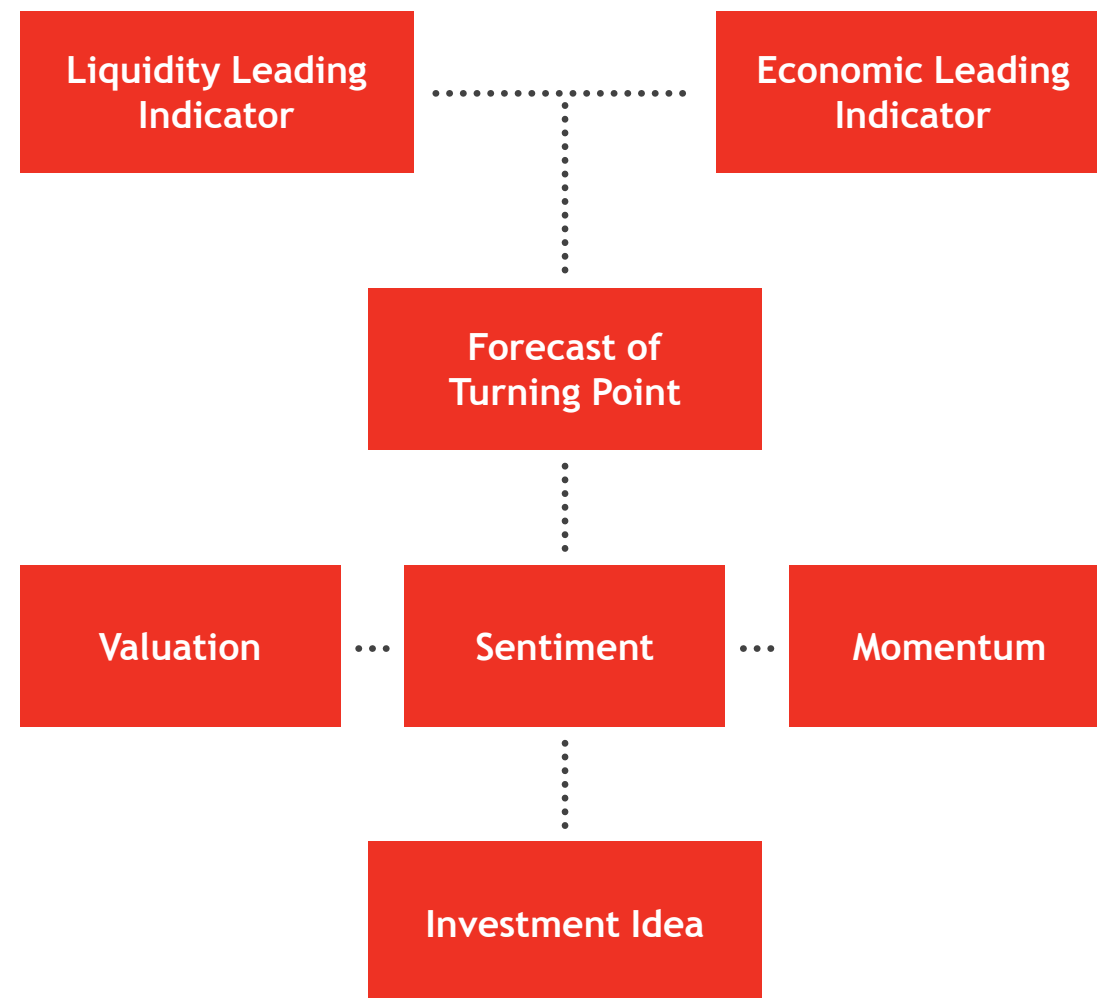 Liquidity Leading
Indicator
Economic Leading
Indicator
Forecast of
Turning Point
Valuation
Sentiment
Momentum
Investment Idea